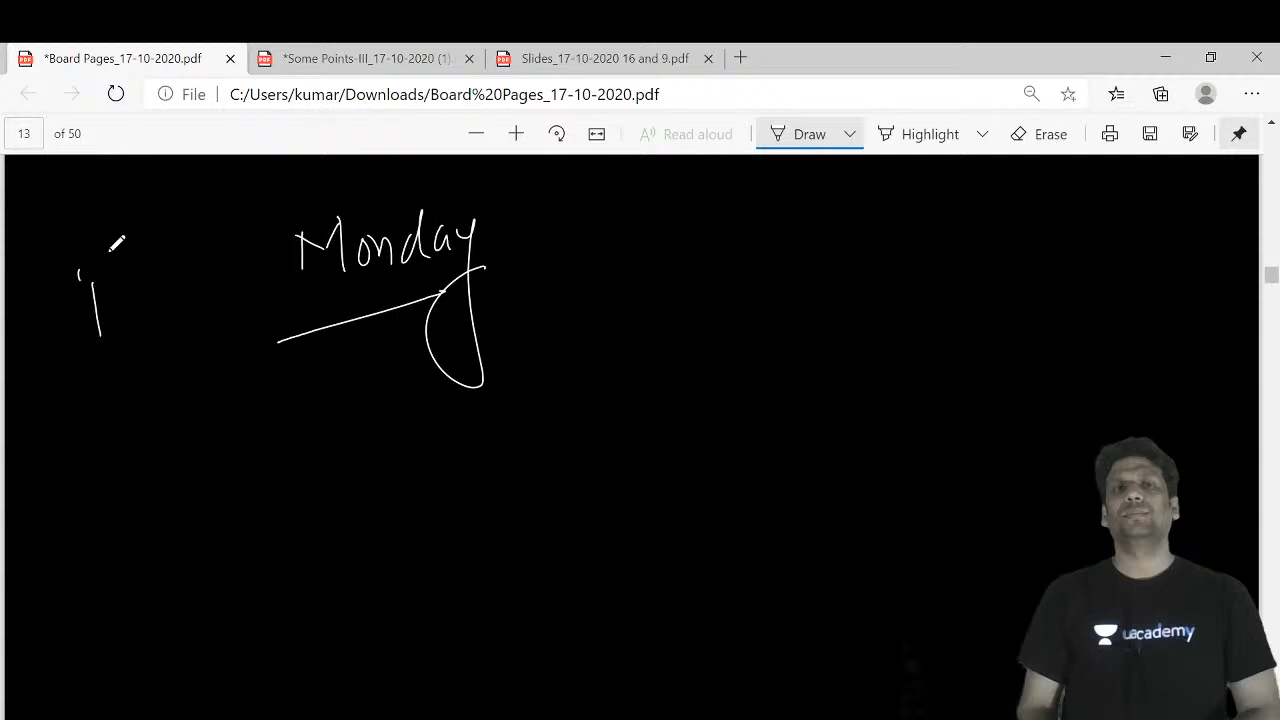 *Board Pages_17-10-2020.pdf
*Some Points-III_17-10-2020 (1).
Slides_17-10-2020 16 and 9.pdf
File
C:/Users/kumar/Downloads/Board%20Pages_17-10-2020.pdf
13 of 50
Read aloud
Draw
Highlight
Erase
Monday
unacademy